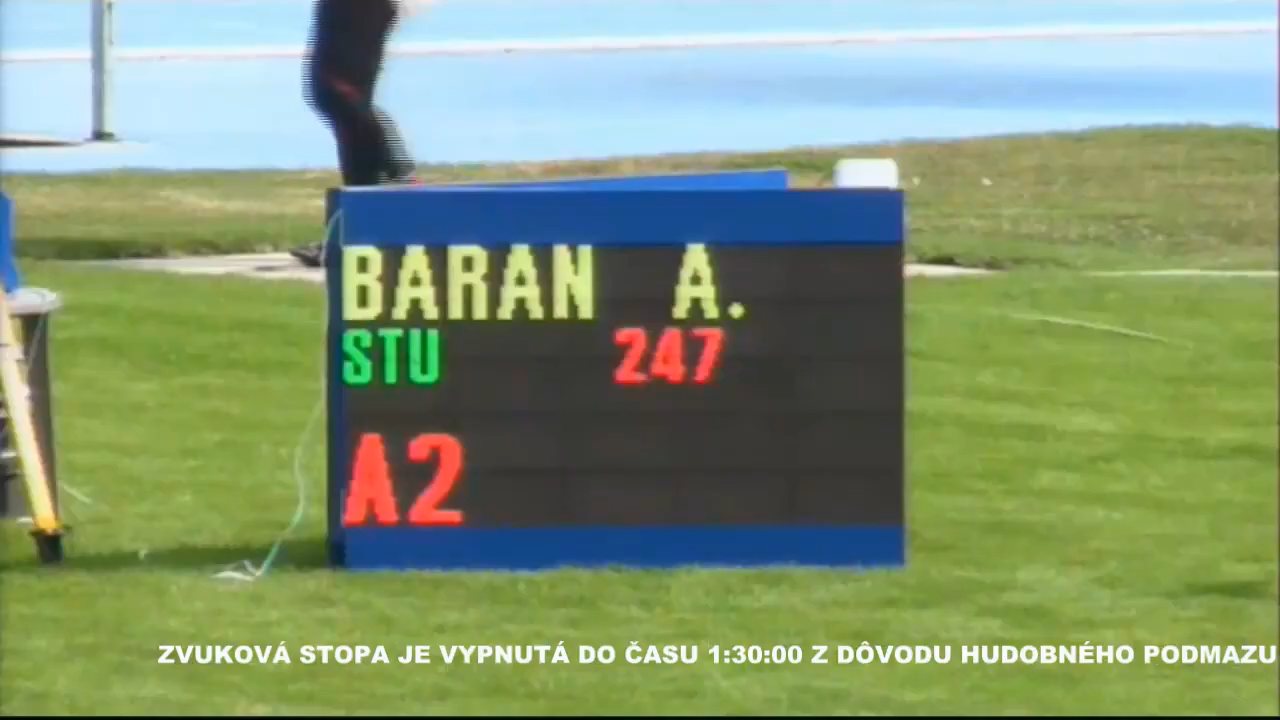 BARAN A.
STU 247
A2
ZVUKOVÁ STOPA JE VYPNUTÁ DO ČASU 1:30:00 Z DÔVODU HUDOBNÉHO PODMAZU